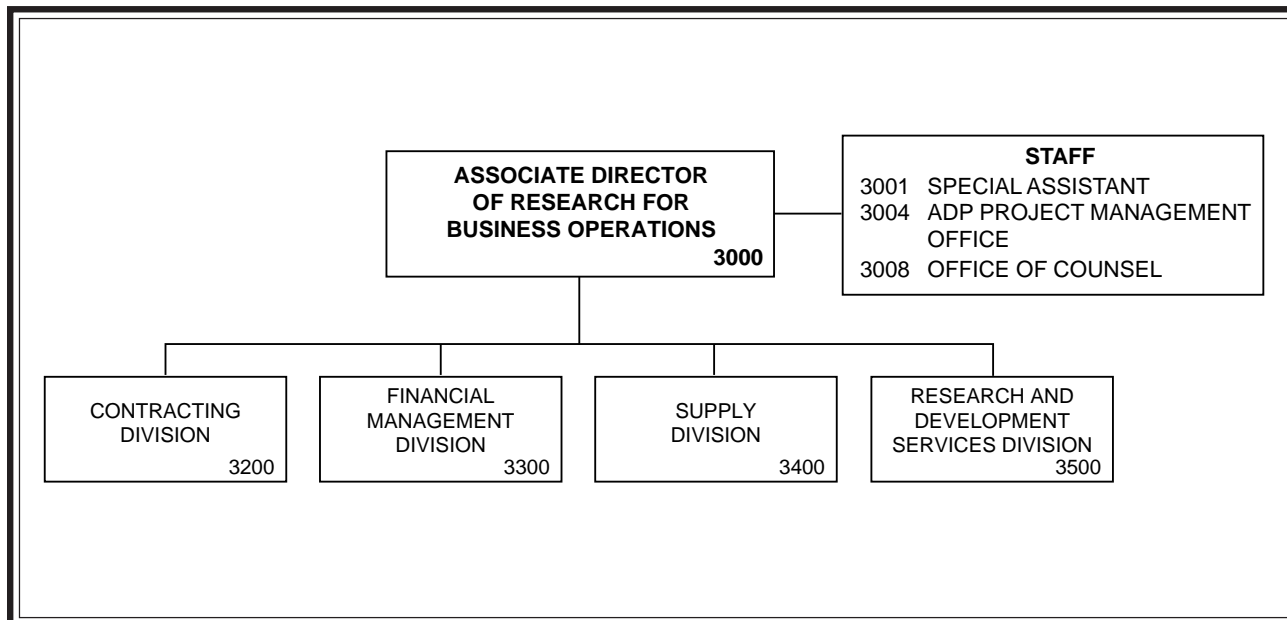 ASSOCIATE DIRECTOR
OF RESEARCH FOR
BUSINESS OPERATIONS
3000
STAFF
3001 SPECIAL ASSISTANT
3004 ADP PROJECT MANAGEMENT
OFFICE
3008 OFFICE OF COUNSEL
CONTRACTING
DIVISION
3200
FINANCIAL
MANAGEMENT
DIVISION
3300
SUPPLY
DIVISION
3400
RESEARCH AND
DEVELOPMENT
SERVICES DIVISION
3500